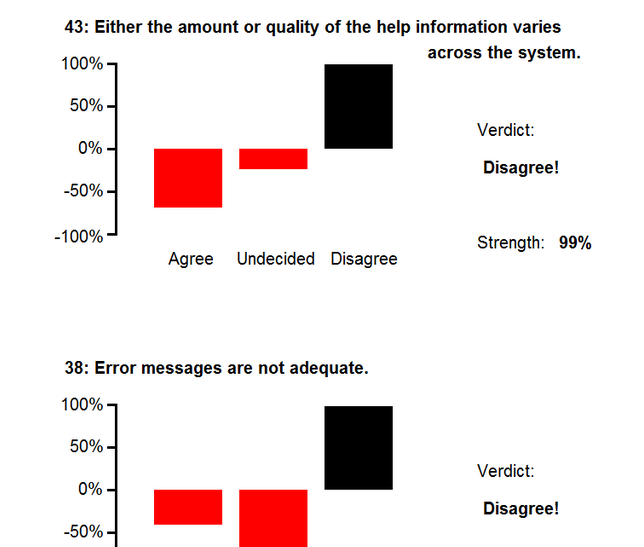 43: Either the amount or quality of the help information varies
across the system.
100%
50%
0%
-50%
-100%
Agree Undecided Disagree
Verdict:
Disagree!
Strength: 99%
38: Error messages are not adequate.
100%
50%
0%
-50%
Verdict:
Disagree!